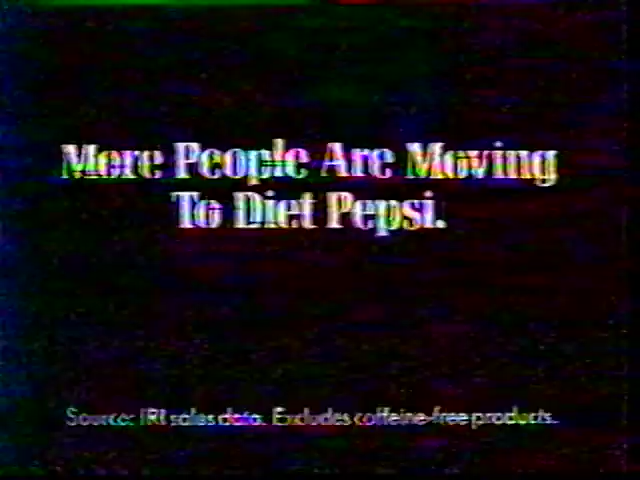 More People Are Moving
To Diet Pepsi.
Source: IRI sales data. Excludes caffeine-free products.